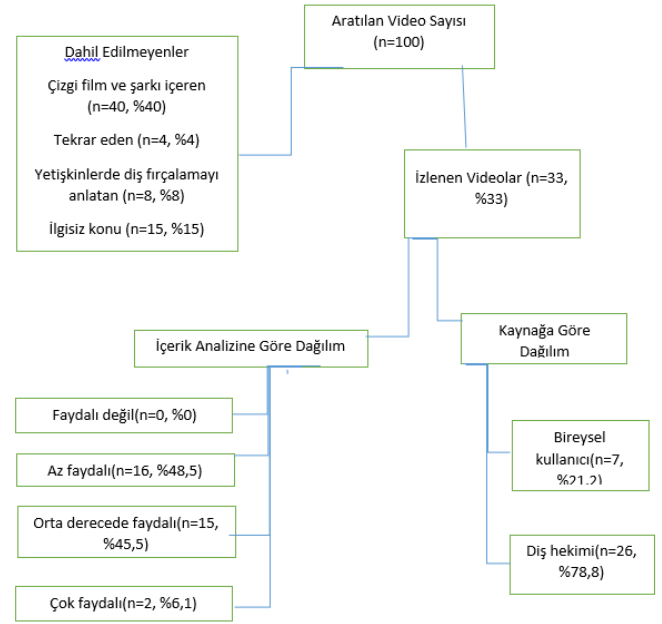 Aratılan Video Sayısı
(n=100)
Dahil Edilmeyenler
Çizgi film ve şarkı içeren
(n=40, %40)
Tekrar eden (n=4, %4)
Yetişkinlerde diş fırçalamayı
anlatan (n=8, %8)
İlgisiz konu (n=15, %15)
İzlenen Videolar (n=33,
%33)
İçerik Analizine Göre Dağılım
Kaynağa Göre
Dağılım
Faydalı değil(n=0, %0)
Az faydalı(n=16, %48,5)
Orta derecede faydalı(n=15,
%45,5)
Çok faydalı(n=2, %6,1)
Bireysel
kullanıcı(n=7,
%21,2)
Diş hekimi(n=26,
%78,8)